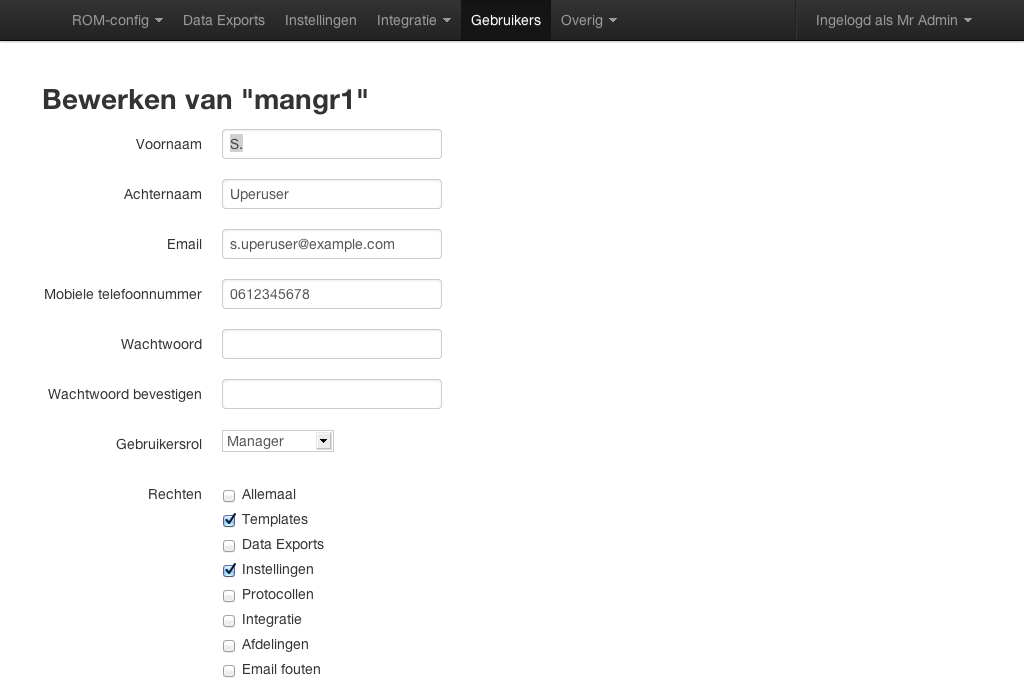 ROM-config Data Exports Instellingen Integratie Gebruikers Overig Ingelogd als Mr Admin
Bewerken van "mangr1"
Voornaam S.
Achternaam Uperuser
Email s.uperuser@example.com
Mobiele telefoonnummer 0612345678
Wachtwoord
Wachtwoord bevestigen
Gebruikersrol Manager
Rechten Allemaal
Templates
Data Exports
Instellingen
Protocollen
Integratie
Afdelingen
Email fouten